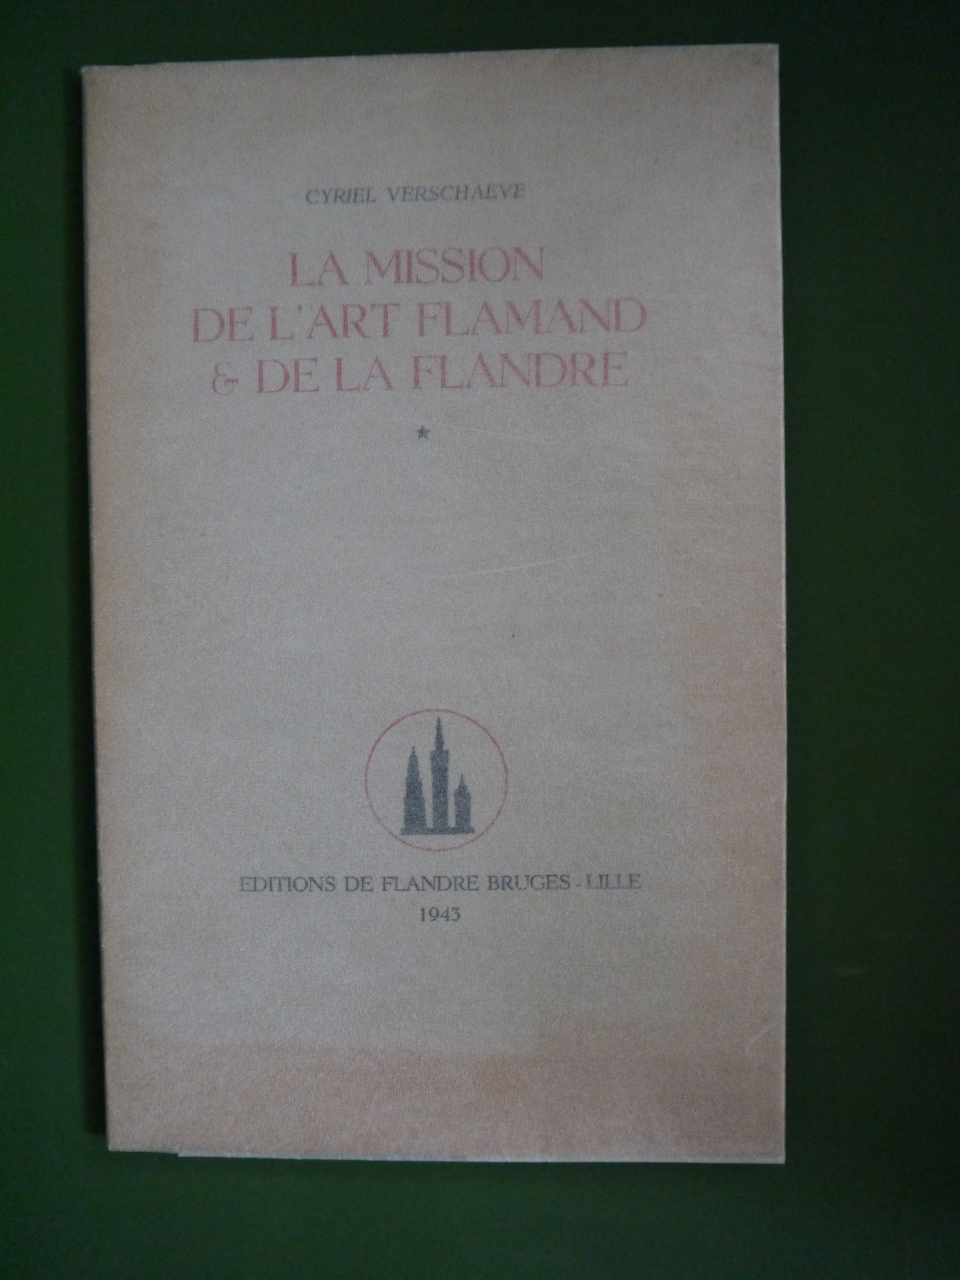 CYRIEL VERSCHAEVE
LA MISSION
DE L'ART FLAMAND
& DE LA FLANDRE
EDITIONS DE FLANDRE BRUGES - LILLE
1943